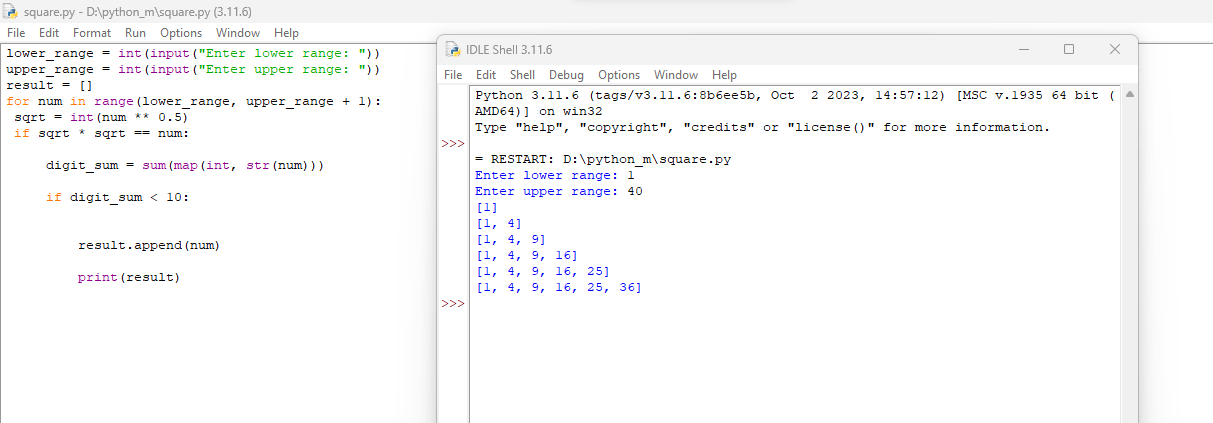 square.py - D:\python_m\square.py (3.11.6)
File Edit Format Run Options Window Help
lower_range = int(input("Enter lower range: "))
upper_range = int(input("Enter upper range: "))
result = []
for num in range(lower_range, upper_range + 1):
 sqrt = int(num ** 0.5)
 if sqrt * sqrt == num:
     digit_sum = sum(map(int, str(num)))
     if digit_sum < 10:
         result.append(num)
         print(result)
IDLE Shell 3.11.6
File Edit Shell Debug Options Window Help
Python 3.11.6 (tags/v3.11.6:8b6ee5b, Oct  2 2023, 14:57:12) [MSC v.1935 64 bit (
AMD64)] on win32
Type "help", "copyright", "credits" or "license()" for more information.
>>>
= RESTART: D:\python_m\square.py
Enter lower range: 1
Enter upper range: 40
[1]
[1, 4]
[1, 4, 9]
[1, 4, 9, 16]
[1, 4, 9, 16, 25]
[1, 4, 9, 16, 25, 36]
>>>